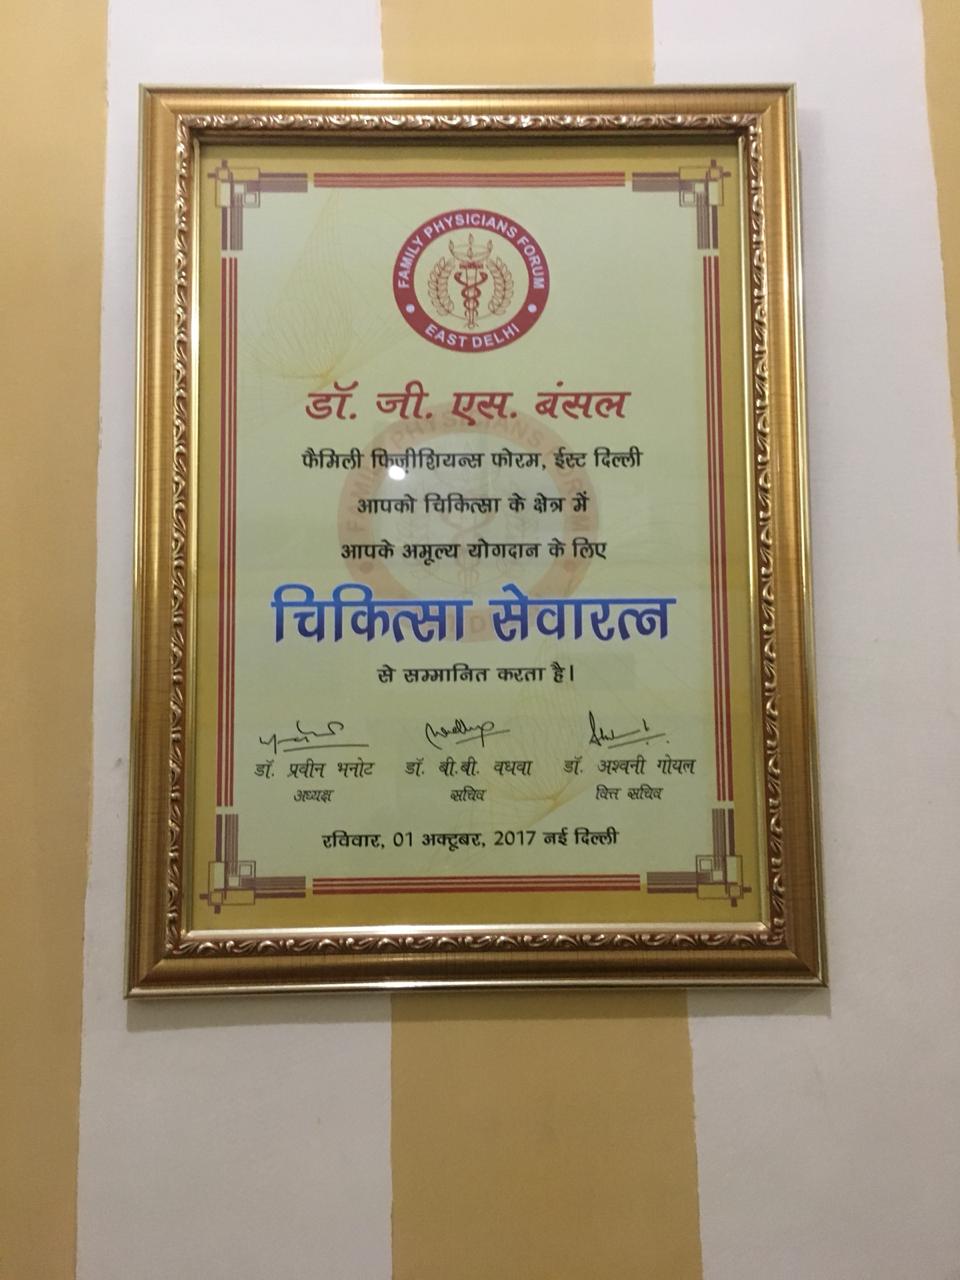 FAMILY PHYSICIANS FORUM
EAST DELHI
डॉ. जी. एस. बंसल
फैमिली फिज़ीशियन्स फोरम, ईस्ट दिल्ली
आपको चिकित्सा के क्षेत्र में
आपके अमूल्य योगदान के लिए
चिकित्सा सेवारत्न
से सम्मानित करता है।
डॉ. प्रवीन भनोट डॉ. बी.बी. वधवा डॉ. अश्वनी गोयल
अध्यक्ष सचिव वित्त सचिव
रविवार, 01 अक्टूबर, 2017 नई दिल्ली